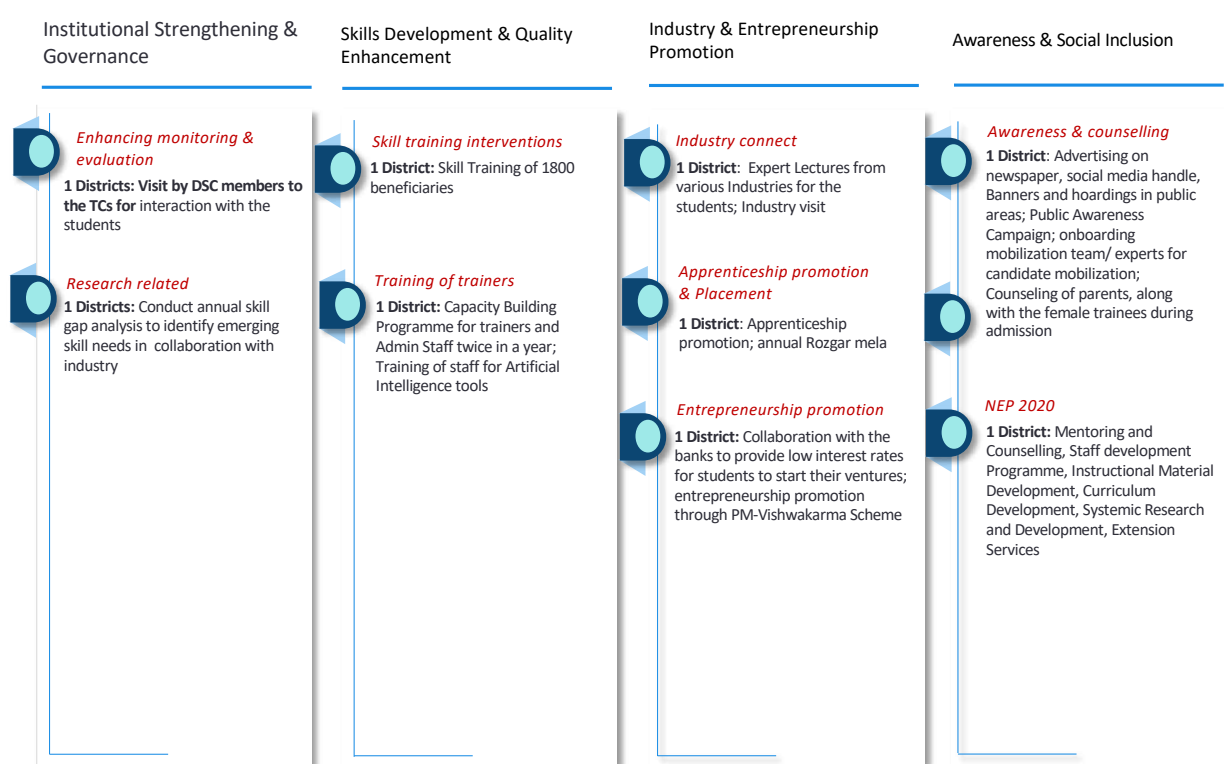 Institutional Strengthening &
Governance
Enhancing monitoring &
evaluation
1 Districts: Visit by DSC members to
the TCs for interaction with the
students
Research related
1 Districts: Conduct annual skill
gap analysis to identify emerging
skill needs in collaboration with
industry
Skills Development & Quality
Enhancement
Skill training interventions
1 District: Skill Training of 1800
beneficiaries
Training of trainers
1 District: Capacity Building
Programme for trainers and
Admin Staff twice in a year;
Training of staff for Artificial
Intelligence tools
Industry & Entrepreneurship
Promotion
Industry connect
1 District: Expert Lectures from
various Industries for the
students; Industry visit
Apprenticeship promotion
& Placement
1 District: Apprenticeship
promotion; annual Rozgar mela
Entrepreneurship promotion
1 District: Collaboration with the
banks to provide low interest rates
for students to start their ventures;
entrepreneurship promotion
through PM-Vishwakarma Scheme
Awareness & Social Inclusion
Awareness & counselling
1 District: Advertising on
newspaper, social media handle,
Banners and hoardings in public
areas; Public Awareness
Campaign; onboarding
mobilization team/ experts for
candidate mobilization;
Counseling of parents, along
with the female trainees during
admission
NEP 2020
1 District: Mentoring and
Counselling, Staff development
Programme, Instructional Material
Development, Curriculum
Development, Systemic Research
and Development, Extension
Services